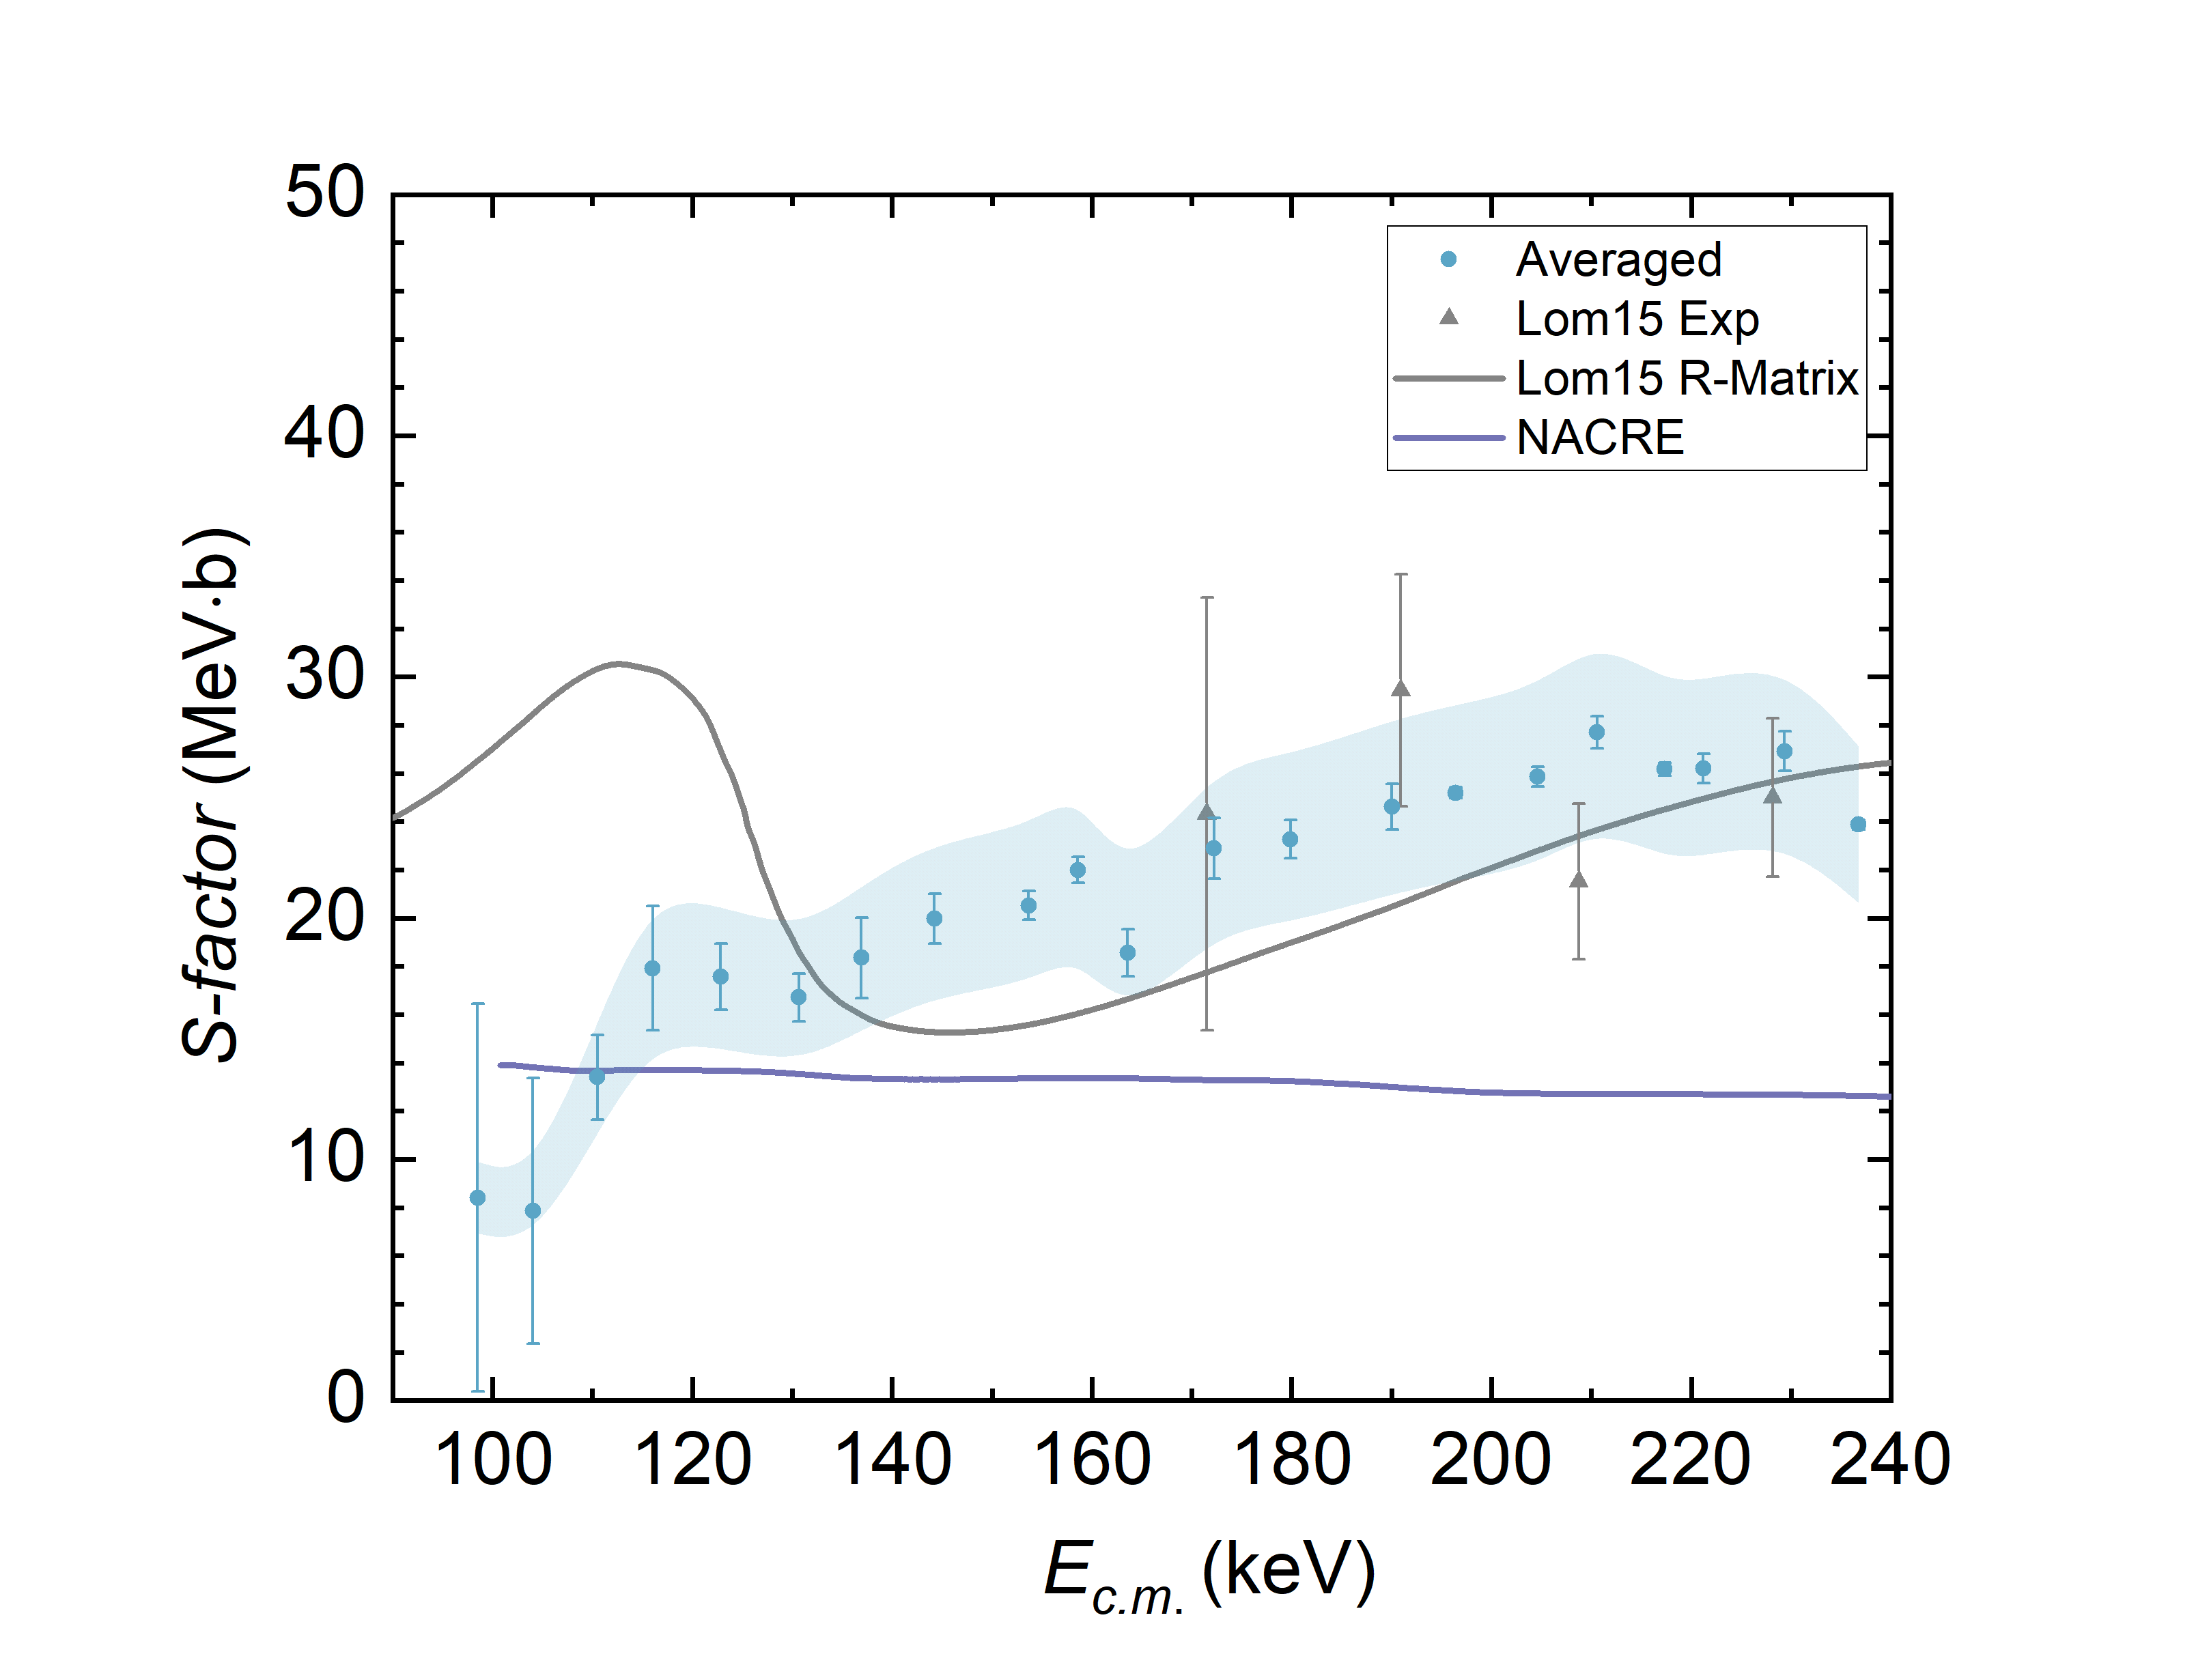 50
40
30
20
10
0
S-factor (MeV·b)
Averaged
Lom15 Exp
Lom15 R-Matrix
NACRE
100 120 140 160 180 200 220 240
E c.m. (keV)